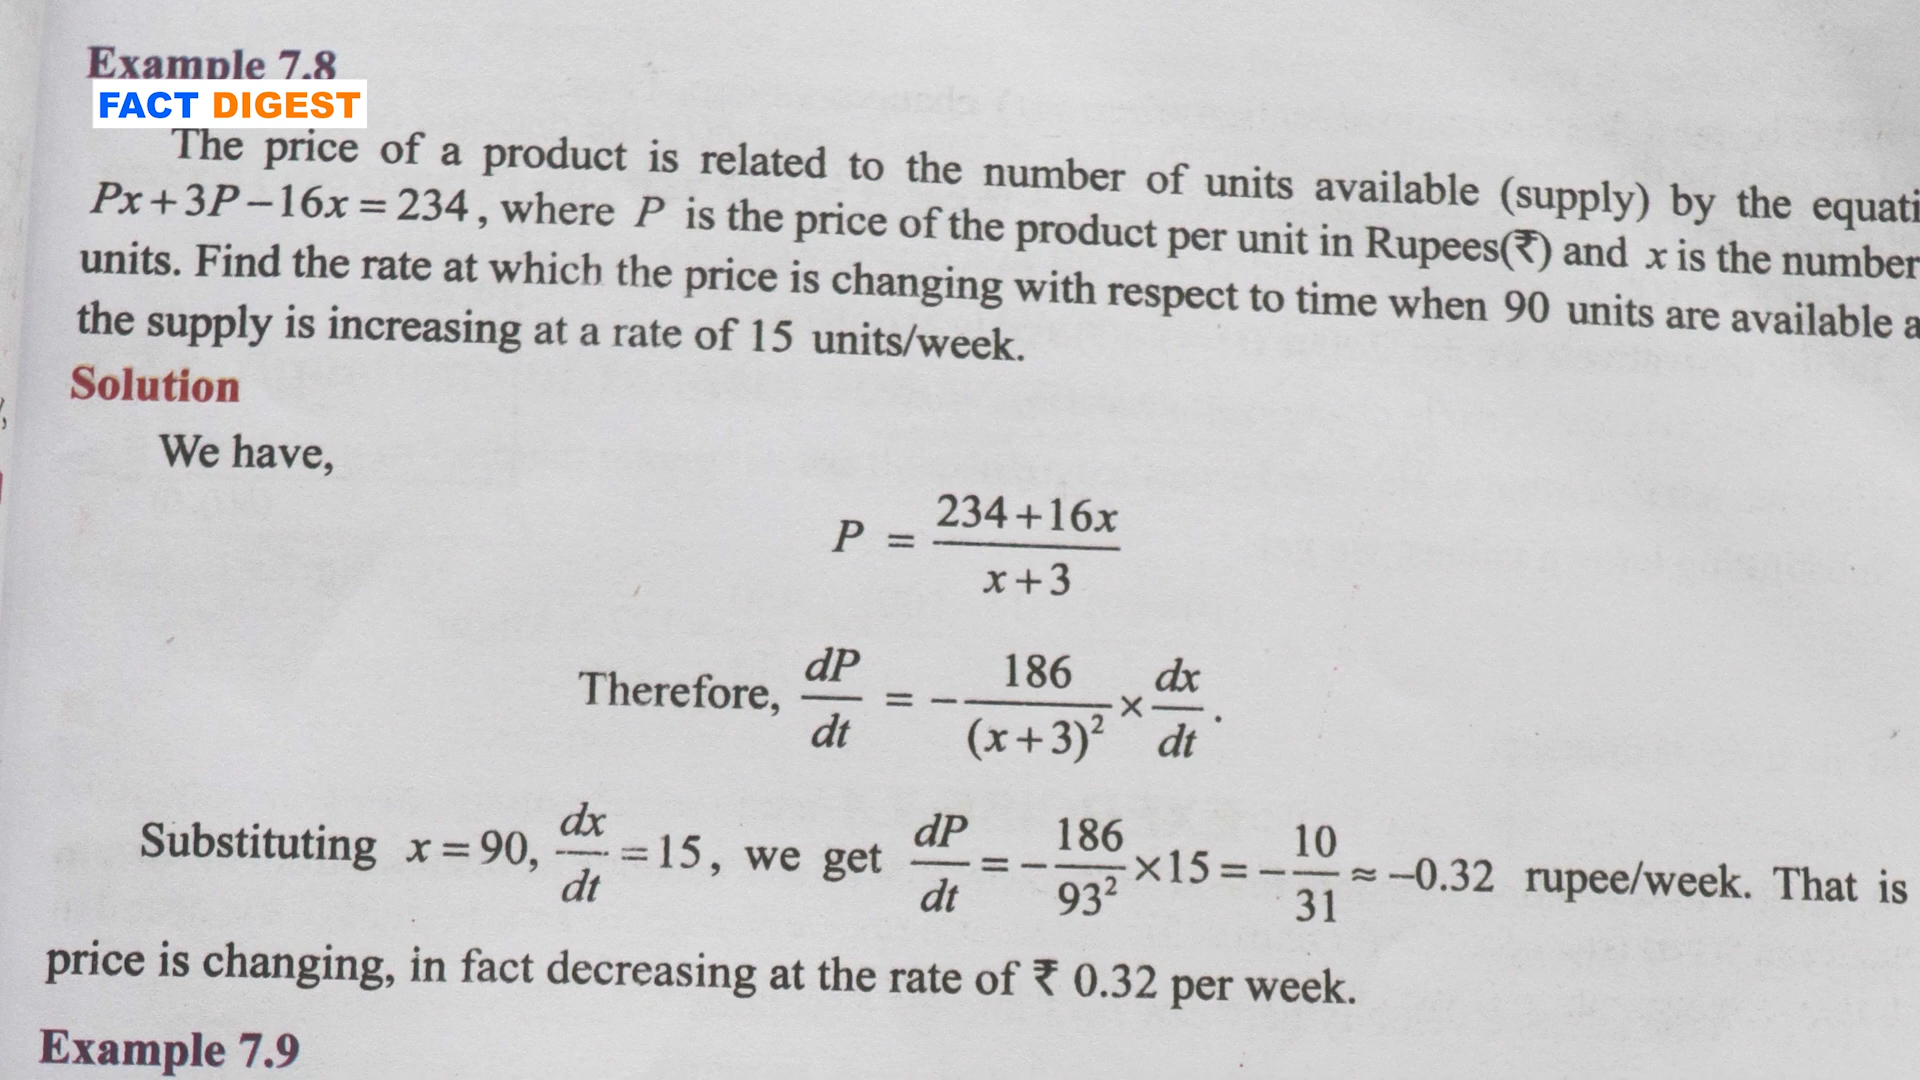 Example 7.8
FACT DIGEST
The price of a product is related to the number of units available (supply) by the equati
Px + 3P − 16x = 234, where P is the price of the product per unit in Rupees(₹) and x is the number
units. Find the rate at which the price is changing with respect to time when 90 units are available a
the supply is increasing at a rate of 15 units/week.
Solution
We have,
P = (234 + 16x)/(x + 3)
Therefore, dP/dt = − 186/(x + 3)² × dx/dt.
Substituting x = 90, dx/dt = 15, we get dP/dt = − 186/93² × 15 = − 10/31 ≈ −0.32 rupee/week. That is
price is changing, in fact decreasing at the rate of ₹ 0.32 per week.
Example 7.9